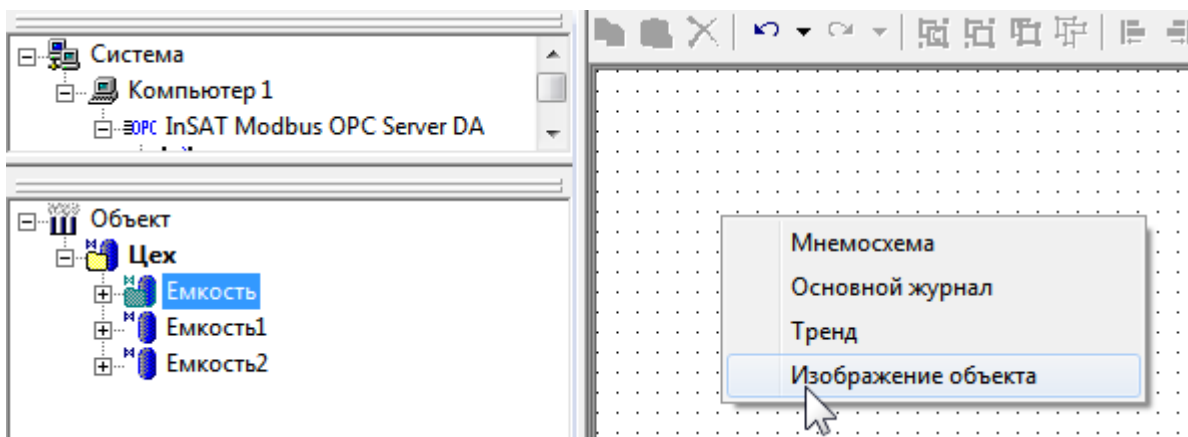 Система
Компьютер 1
OPC InSAT Modbus OPC Server DA
Объект
Цех
Емкость
Емкость1
Емкость2
Мнемосхема
Основной журнал
Тренд
Изображение объекта